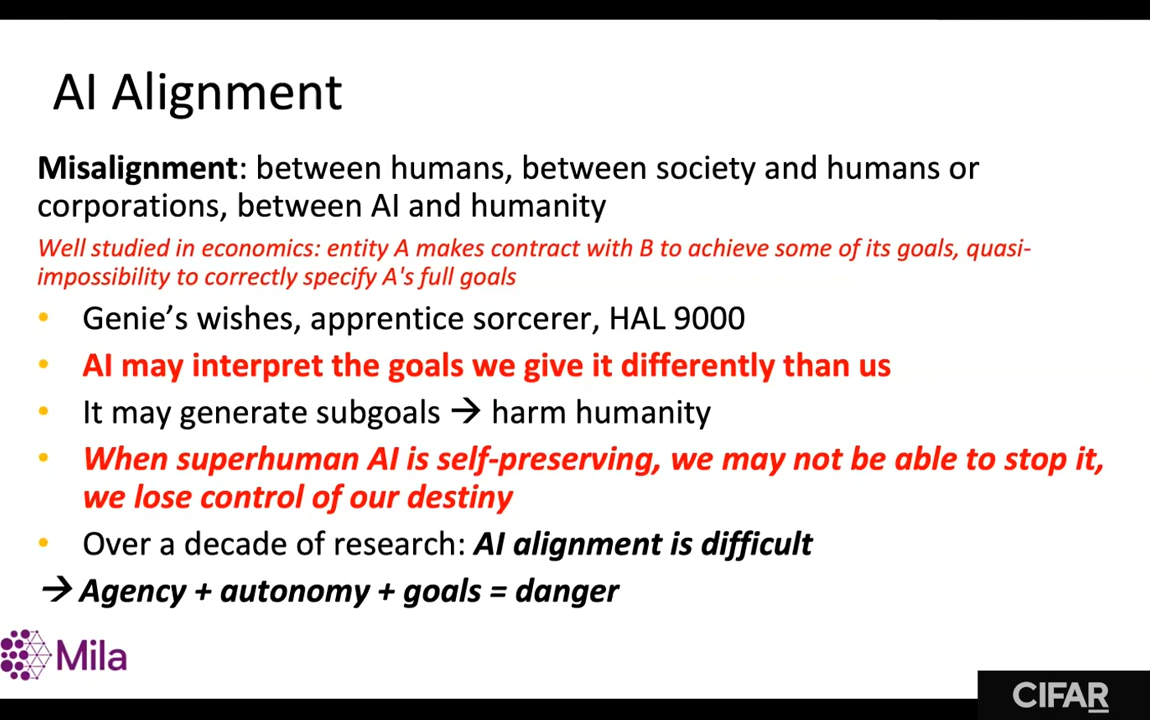 AI Alignment
Misalignment: between humans, between society and humans or
corporations, between AI and humanity
Well studied in economics: entity A makes contract with B to achieve some of its goals, quasi-
impossibility to correctly specify A's full goals
• Genie's wishes, apprentice sorcerer, HAL 9000
• AI may interpret the goals we give it differently than us
• It may generate subgoals → harm humanity
• When superhuman AI is self-preserving, we may not be able to stop it,
we lose control of our destiny
• Over a decade of research: AI alignment is difficult
→ Agency + autonomy + goals = danger
Mila
CIFAR